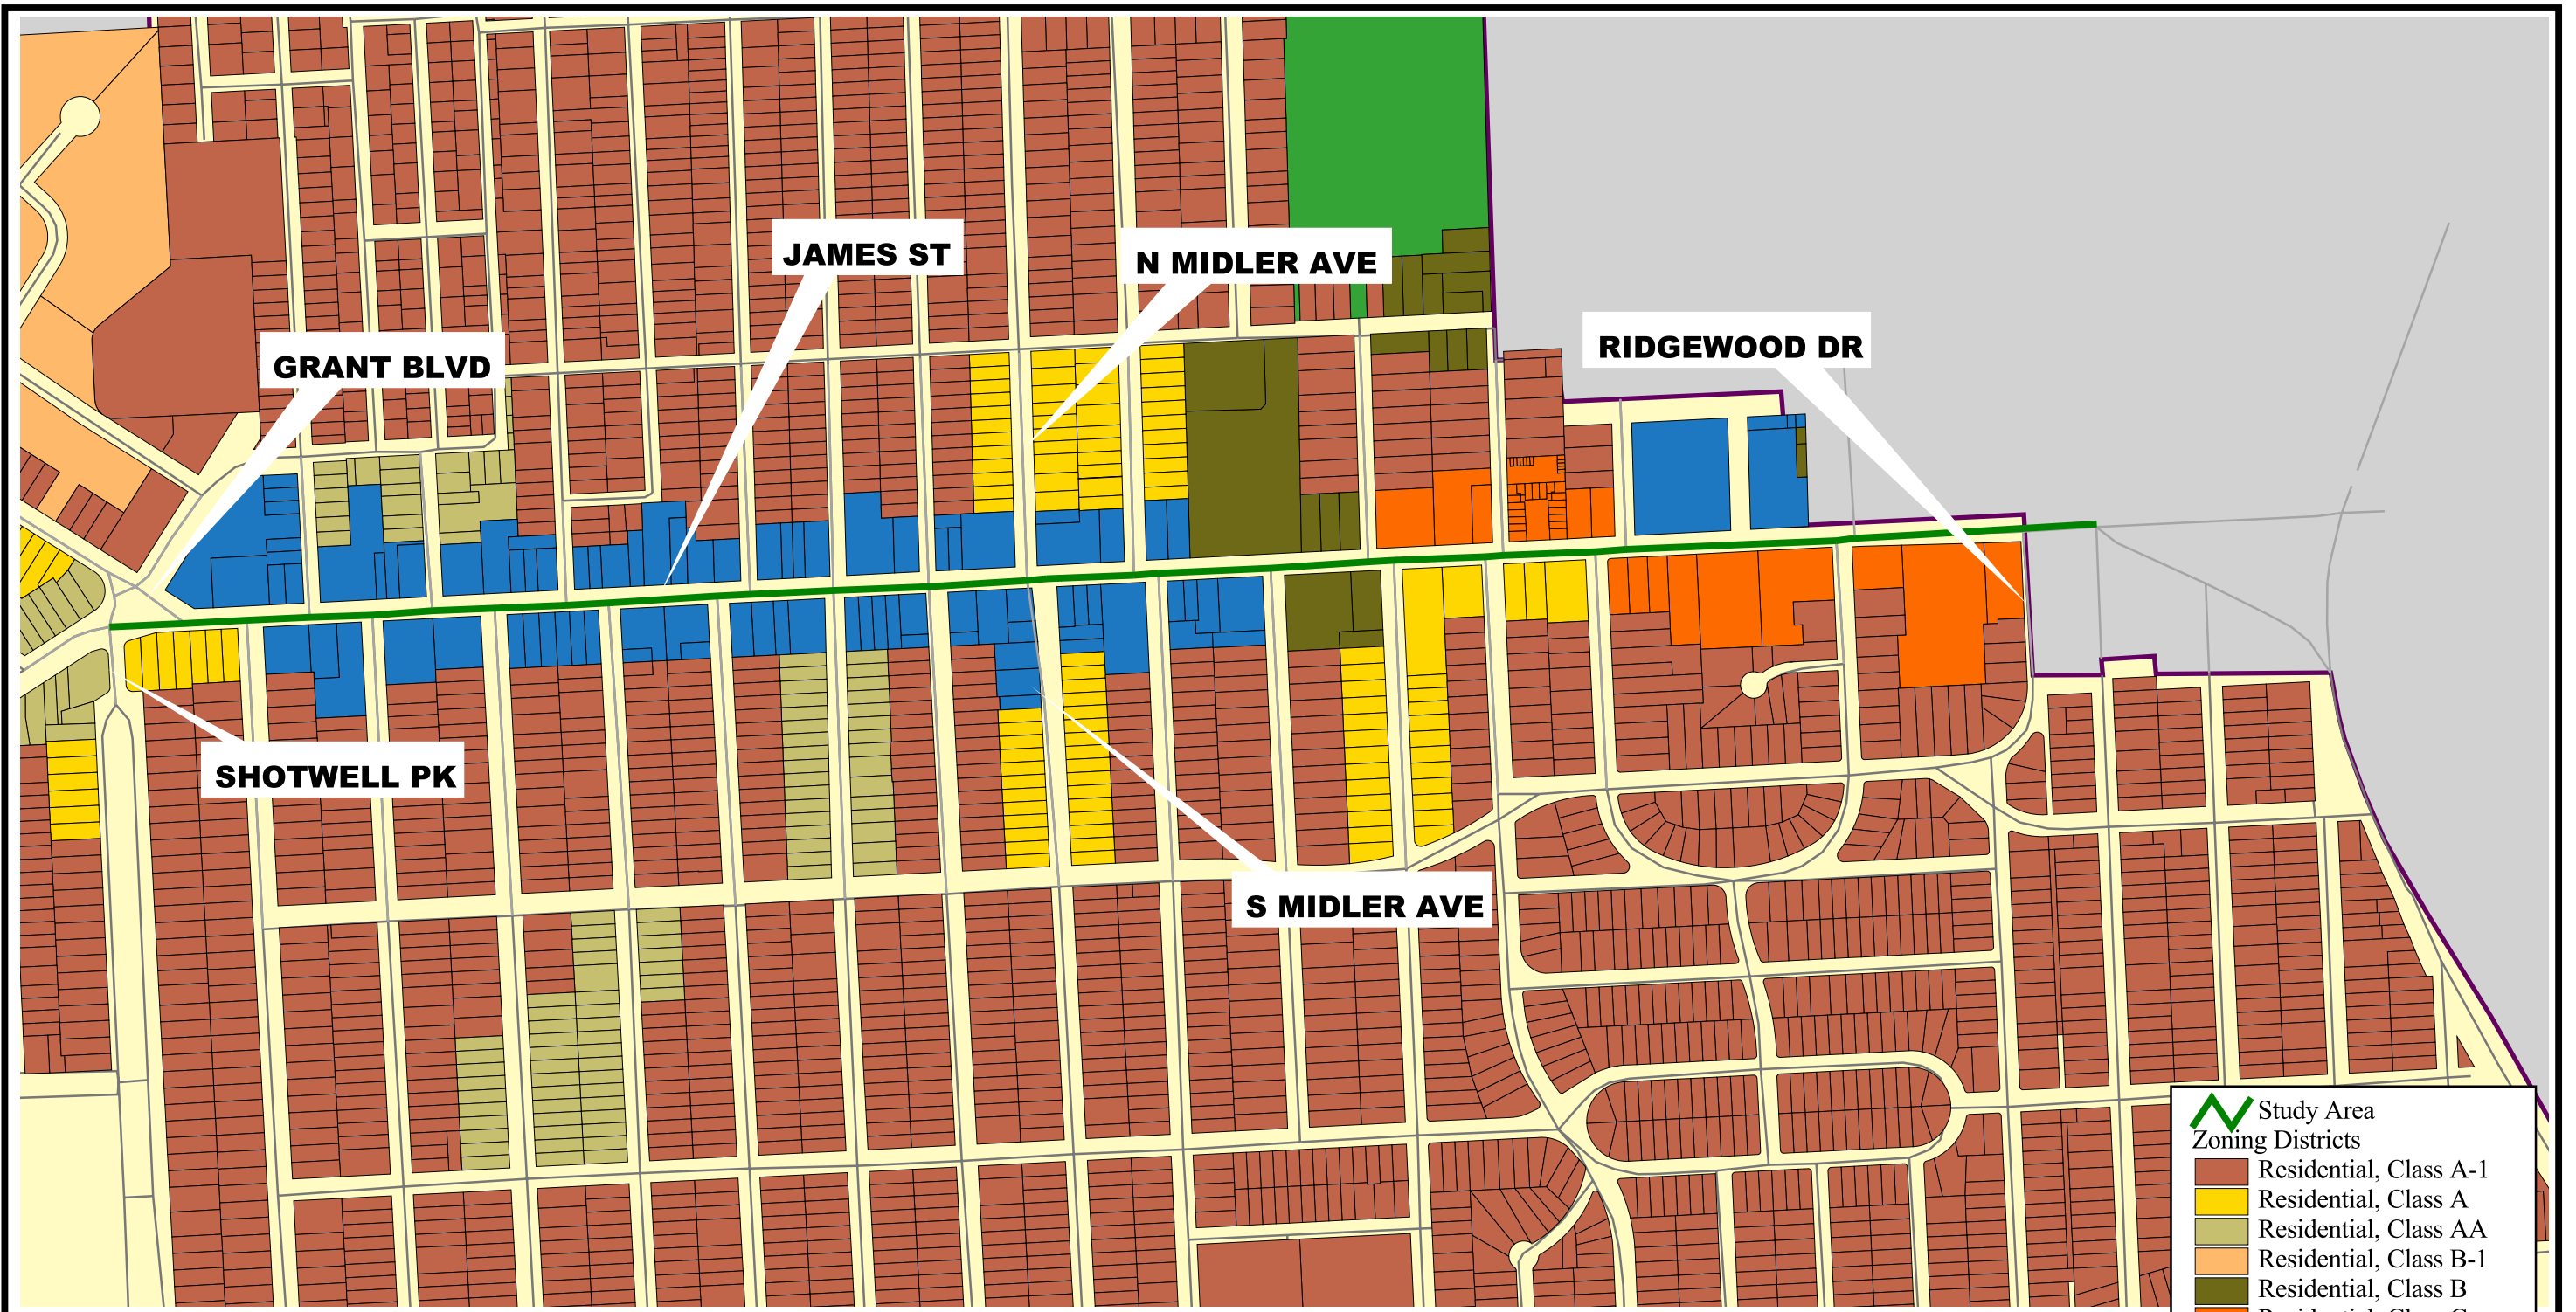 JAMES ST
N MIDLER AVE
RIDGEWOOD DR
GRANT BLVD
SHOTWELL PK
S MIDLER AVE
Study Area
Zoning Districts
Residential, Class A-1
Residential, Class A
Residential, Class AA
Residential, Class B-1
Residential, Class B